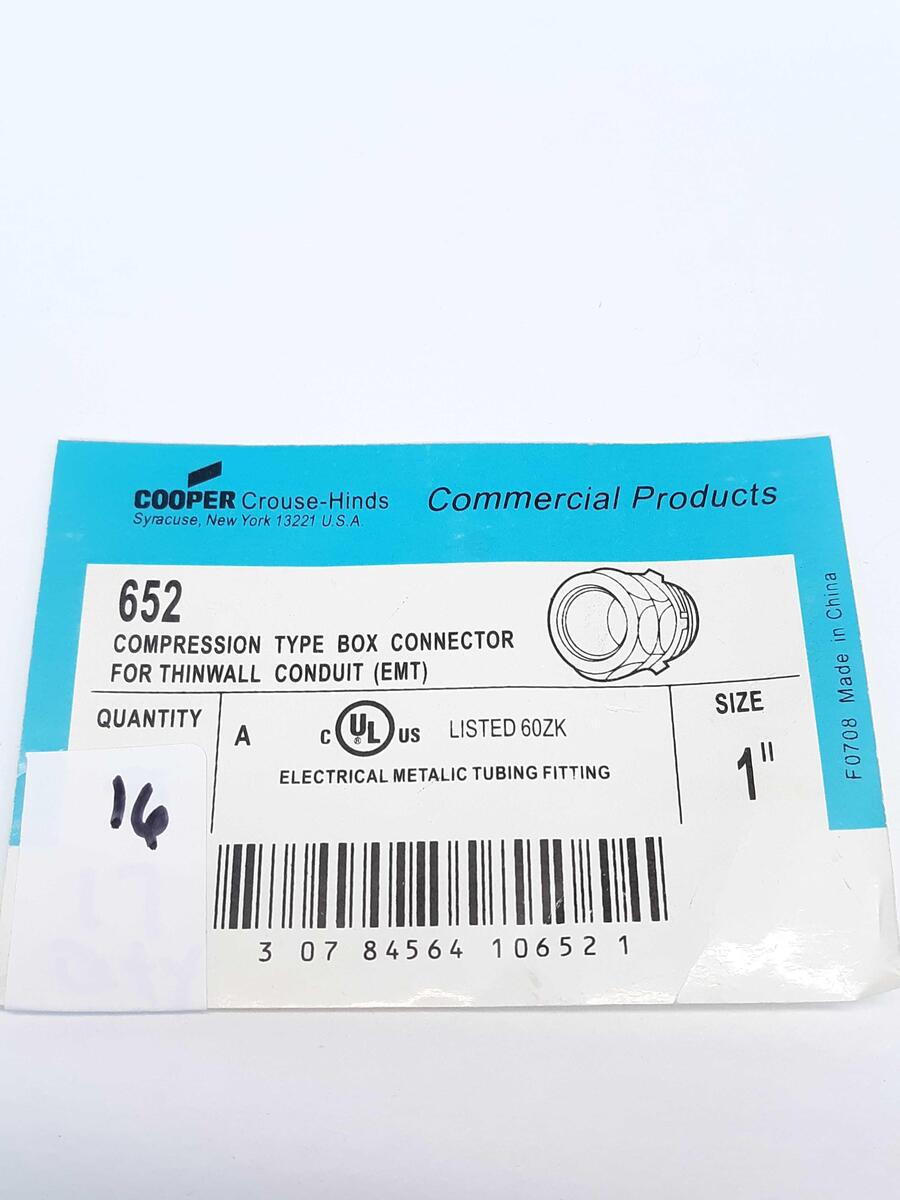 COOPER Crouse-Hinds
Syracuse, New York 13221 U.S.A.
Commercial Products
652
COMPRESSION TYPE BOX CONNECTOR
FOR THINWALL CONDUIT (EMT)
QUANTITY
16
A
C UL® US LISTED 60ZK
ELECTRICAL METALIC TUBING FITTING
SIZE
1"
3 07 84564 10652 1
F0708 Made in China